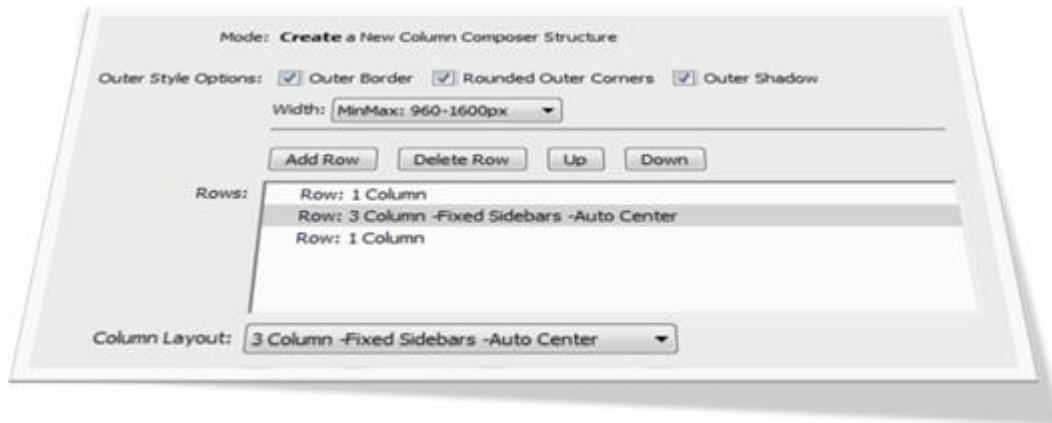 Mode: Create a New Column Composer Structure
Outer Style Options: Outer Border Rounded Outer Corners Outer Shadow
Width: MinMax: 960-1600px
Add Row Delete Row Up Down
Rows: Row: 1 Column
Row: 3 Column -Fixed Sidebars -Auto Center
Row: 1 Column
Column Layout: 3 Column -Fixed Sidebars -Auto Center